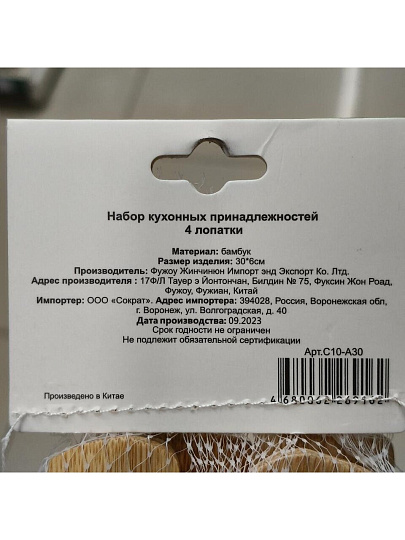 Набор кухонных принадлежностей
4 лопатки
Материал: бамбук
Размер изделия: 30*6см
Производитель: Фужоу Жинчинюн Импорт энд Экспорт Ко. Лтд.
Адрес производителя : 17Ф/Л Тауер э Йонтончан, Билдин № 75, Фуксин Жон Роад,
Фужоу, Фужиан, Китай
Импортер: ООО «Сократ». Адрес импортера: 394028, Россия, Воронежская обл,
г. Воронеж, ул. Волгоградская, д. 40
Дата производства: 09.2023
Срок годности не ограничен
Не подлежит обязательной сертификации
Арт.С10-А30
Произведено в Китае